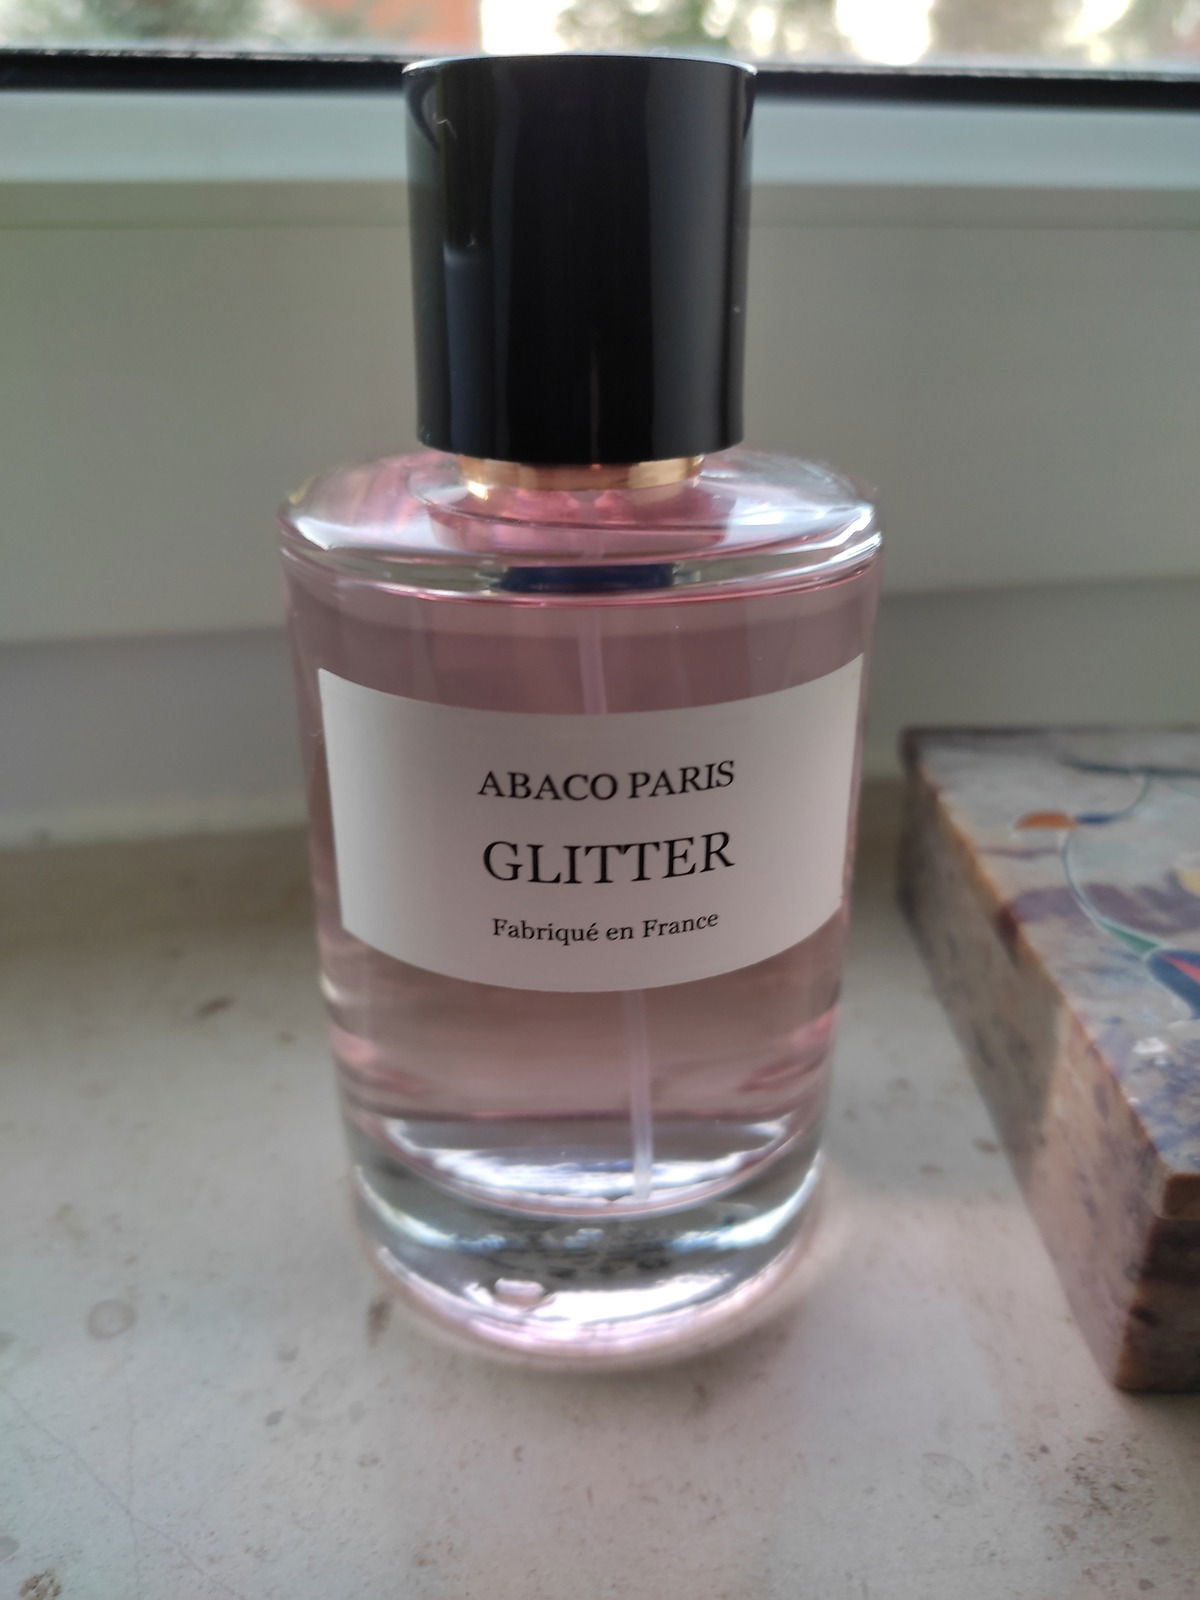 ABACO PARIS
GLITTER
Fabriqué en France